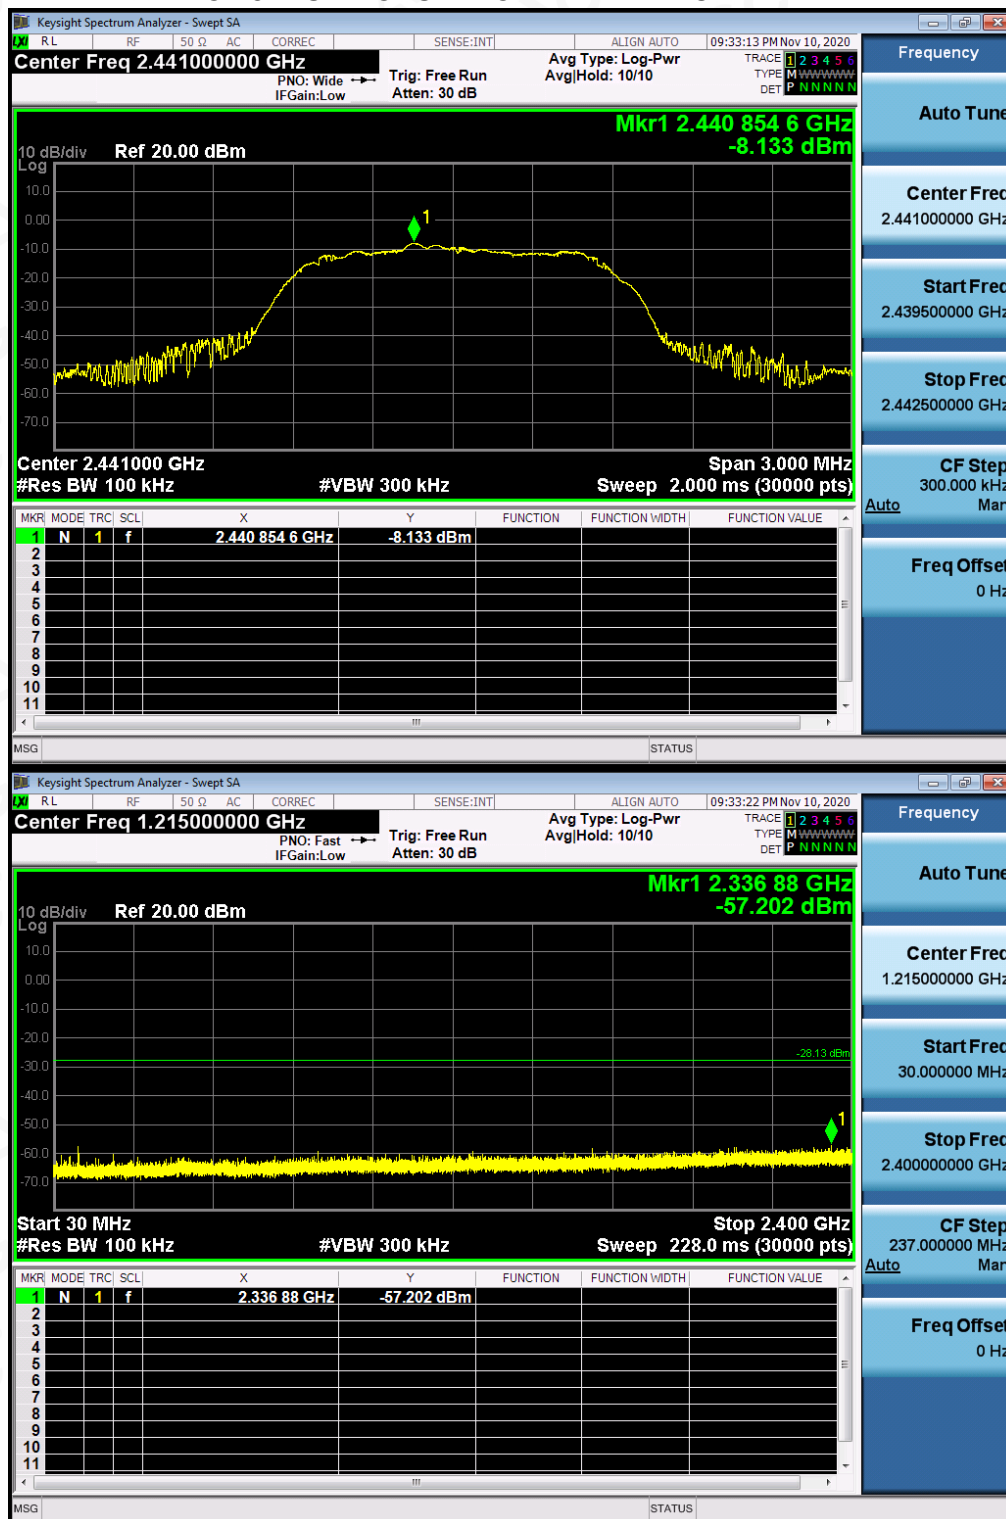 Keysight Spectrum Analyzer - Swept SA
LXI RL RF 50 Ω AC CORREC SENSE:INT ALIGN AUTO 09:33:13 PM Nov 10, 2020
Center Freq 2.441000000 GHz
PNO: Wide
IFGain:Low
Trig: Free Run
Atten: 30 dB
Avg Type: Log-Pwr
Avg|Hold: 10/10
TRACE 1 2 3 4 5 6
TYPE M WWWWW
DET P N N N N N
Mkr1 2.440 854 6 GHz
-8.133 dBm
10 dB/div Ref 20.00 dBm
Log
10.0
0.00
-10.0
-20.0
-30.0
-40.0
-50.0
-60.0
-70.0
1
Center 2.441000 GHz Span 3.000 MHz
#Res BW 100 kHz #VBW 300 kHz Sweep 2.000 ms (30000 pts)
MKR MODE TRC SCL X Y FUNCTION FUNCTION WIDTH FUNCTION VALUE
1 N 1 f 2.440 854 6 GHz -8.133 dBm
2
3
4
5
6
7
8
9
10
11
MSG STATUS
Frequency
Auto Tune
Center Freq
2.441000000 GHz
Start Freq
2.439500000 GHz
Stop Freq
2.442500000 GHz
CF Step
300.000 kHz
Auto Man
Freq Offset
0 Hz
Keysight Spectrum Analyzer - Swept SA
LXI RL RF 50 Ω AC CORREC SENSE:INT ALIGN AUTO 09:33:22 PM Nov 10, 2020
Center Freq 1.215000000 GHz
PNO: Fast
IFGain:Low
Trig: Free Run
Atten: 30 dB
Avg Type: Log-Pwr
Avg|Hold: 10/10
TRACE 1 2 3 4 5 6
TYPE M WWWWW
DET P N N N N N
Mkr1 2.336 88 GHz
-57.202 dBm
10 dB/div Ref 20.00 dBm
Log
10.0
0.00
-10.0
-20.0
-30.0
-40.0
-50.0
-60.0
-70.0
-28.13 dBm
1
Start 30 MHz Stop 2.400 GHz
#Res BW 100 kHz #VBW 300 kHz Sweep 228.0 ms (30000 pts)
MKR MODE TRC SCL X Y FUNCTION FUNCTION WIDTH FUNCTION VALUE
1 N 1 f 2.336 88 GHz -57.202 dBm
2
3
4
5
6
7
8
9
10
11
MSG STATUS
Frequency
Auto Tune
Center Freq
1.215000000 GHz
Start Freq
30.000000 MHz
Stop Freq
2.400000000 GHz
CF Step
237.000000 MHz
Auto Man
Freq Offset
0 Hz